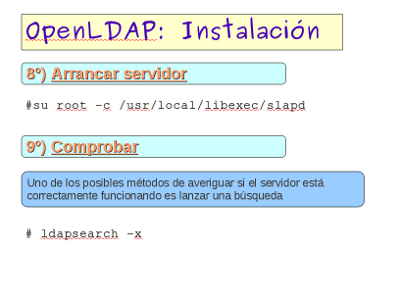 OpenLDAP: Instalación
8º) Arrancar servidor
#su root -c /usr/local/libexec/slapd
9º) Comprobar
Uno de los posibles métodos de averiguar si el servidor está
correctamente funcionando es lanzar una búsqueda
# ldapsearch -x